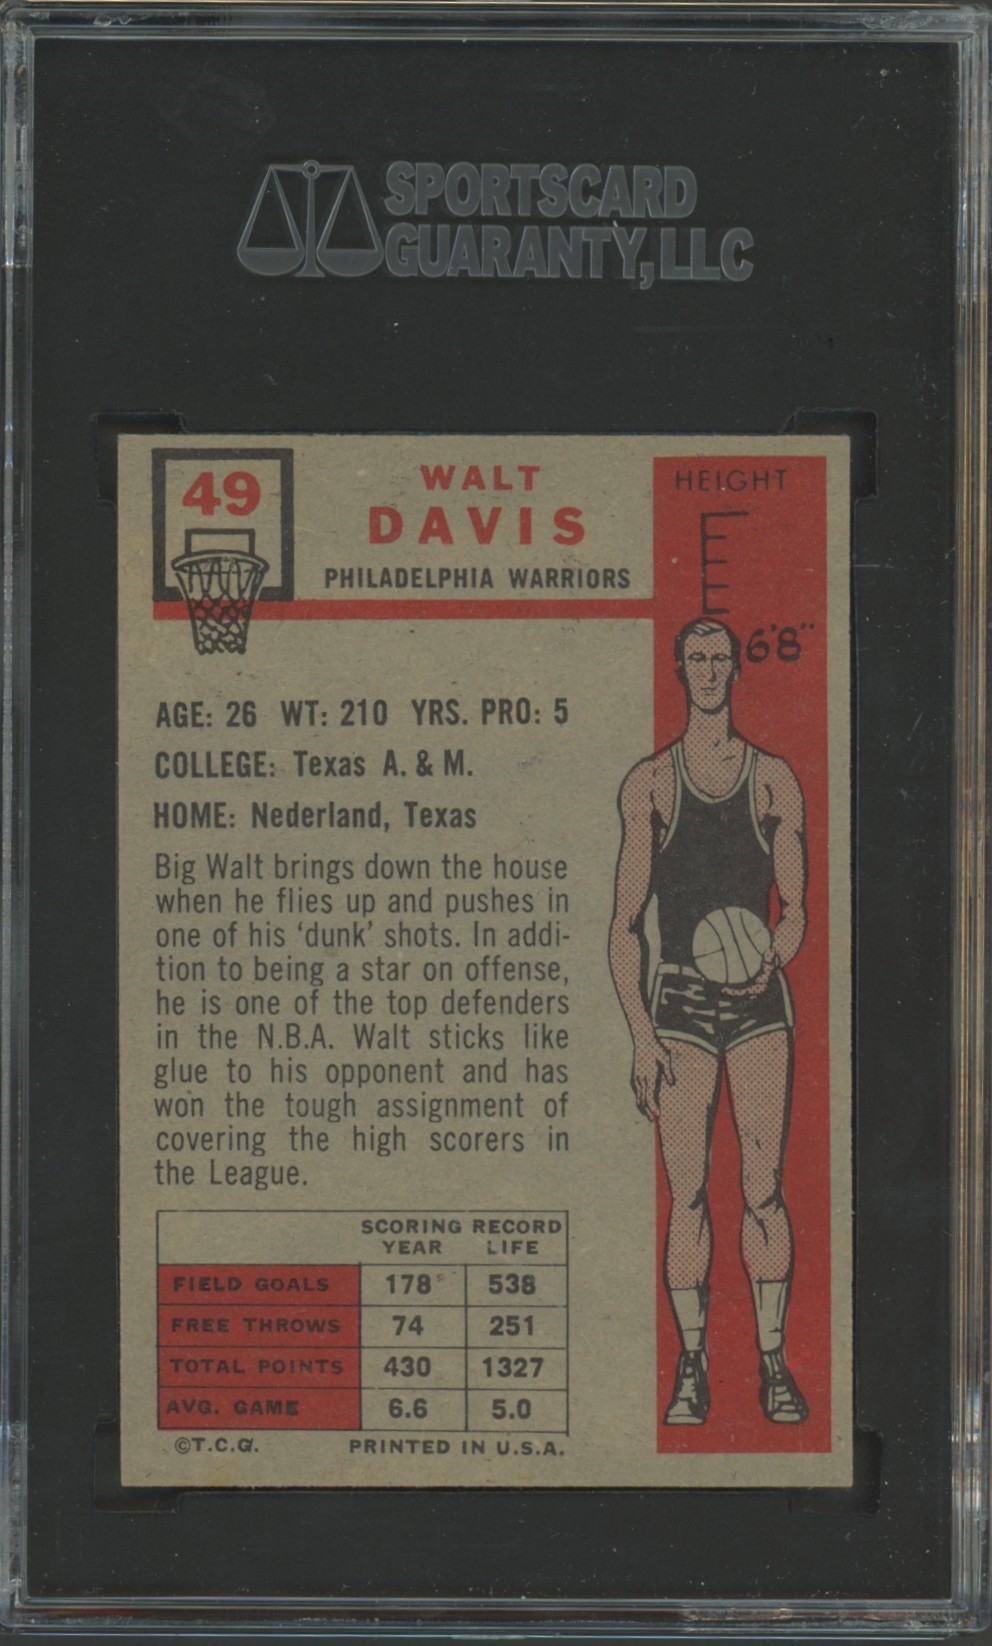 SPORTSCARD
GUARANTY, LLC
49
WALT
DAVIS
PHILADELPHIA WARRIORS
HEIGHT
6'8"
AGE: 26 WT: 210 YRS. PRO: 5
COLLEGE: Texas A. & M.
HOME: Nederland, Texas
Big Walt brings down the house
when he flies up and pushes in
one of his ‘dunk’ shots. In addi-
tion to being a star on offense,
he is one of the top defenders
in the N.B.A. Walt sticks like
glue to his opponent and has
won the tough assignment of
covering the high scorers in
the League.
SCORING RECORD
YEAR LIFE
FIELD GOALS 178 538
FREE THROWS 74 251
TOTAL POINTS 430 1327
AVG. GAME 6.6 5.0
©T.C.G. PRINTED IN U.S.A.